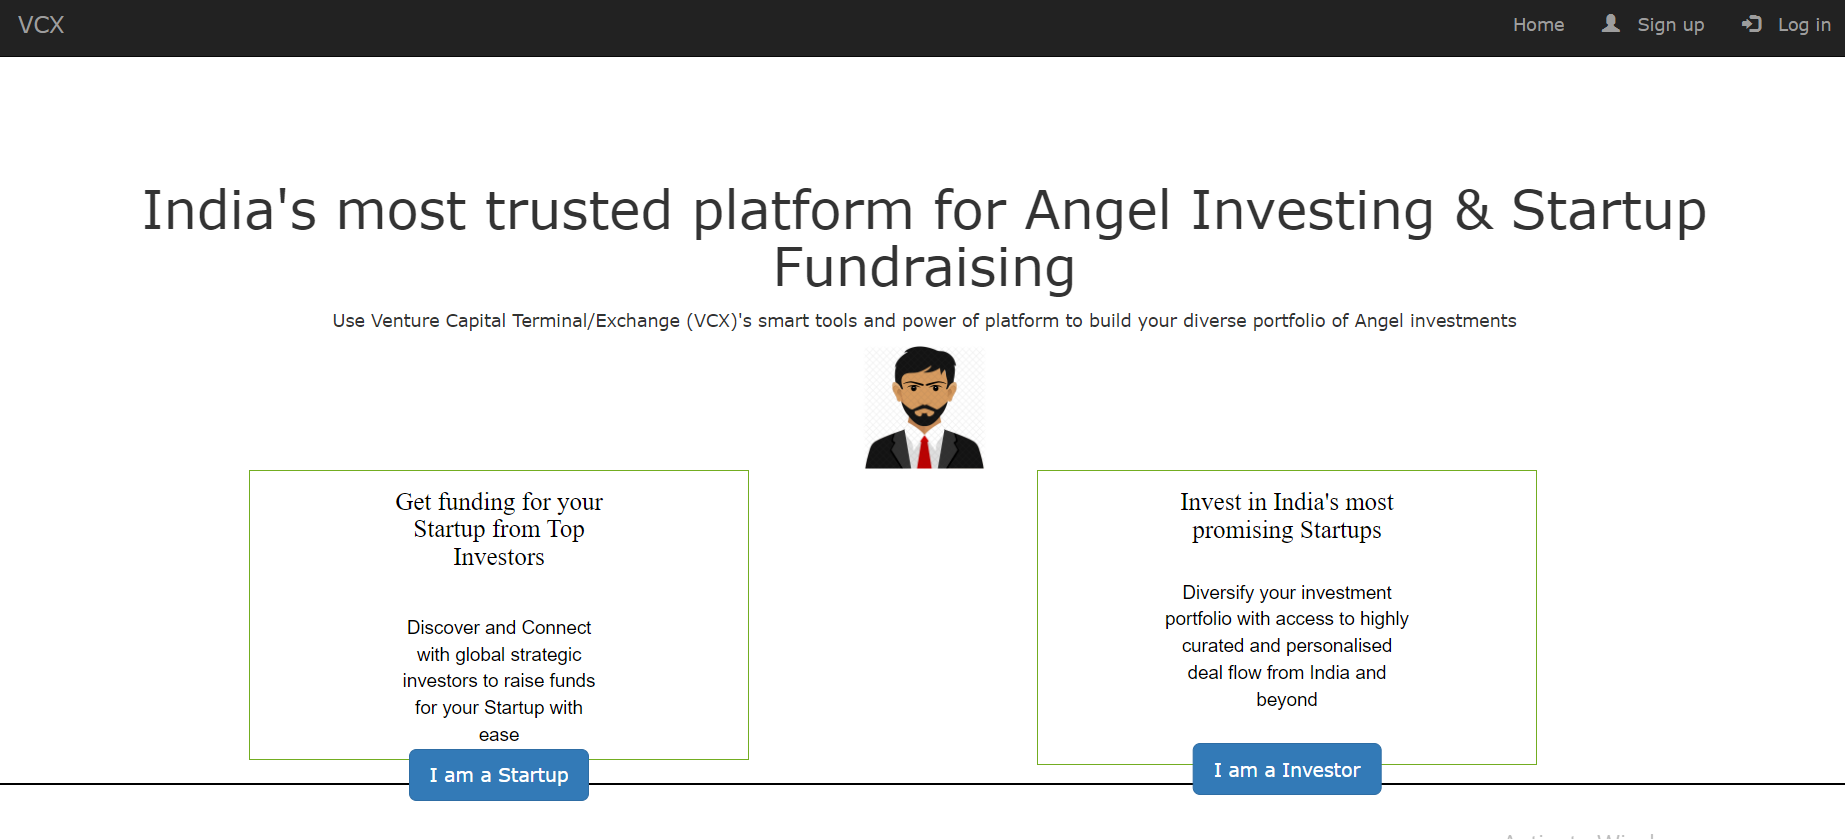 VCX
Home
Sign up
Log in
India's most trusted platform for Angel Investing & Startup
Fundraising
Use Venture Capital Terminal/Exchange (VCX)'s smart tools and power of platform to build your diverse portfolio of Angel investments
Get funding for your
Startup from Top
Investors
Discover and Connect
with global strategic
investors to raise funds
for your Startup with
ease
I am a Startup
Invest in India's most
promising Startups
Diversify your investment
portfolio with access to highly
curated and personalised
deal flow from India and
beyond
I am a Investor